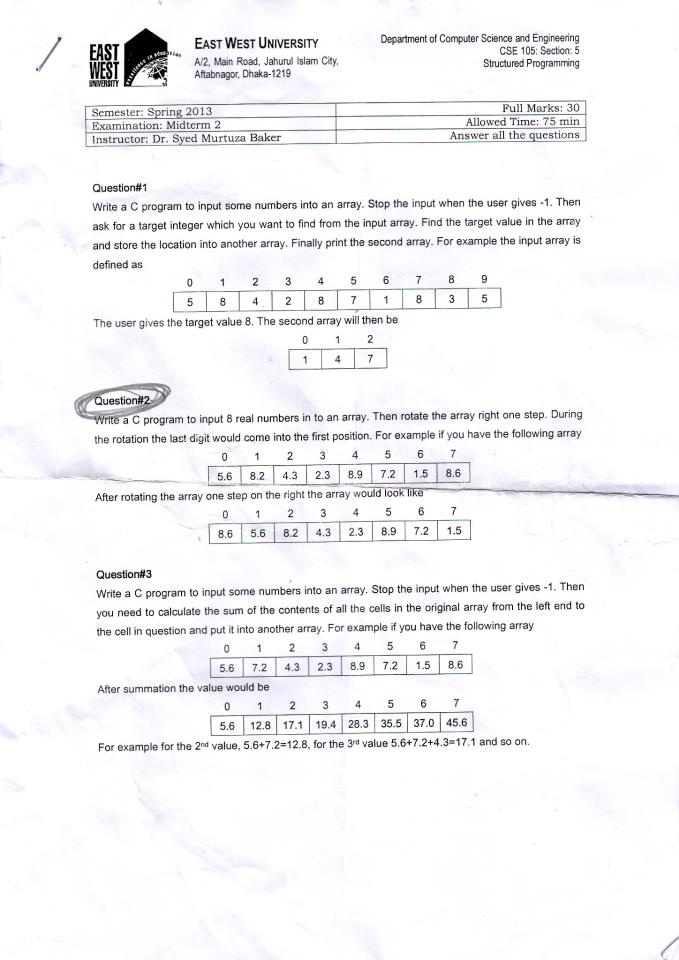 EAST
WEST
UNIVERSITY
excellence in education
EAST WEST UNIVERSITY
A/2, Main Road, Jahurul Islam City,
Aftabnagor, Dhaka-1219
Department of Computer Science and Engineering
CSE 105: Section: 5
Structured Programming
Semester: Spring 2013 Full Marks: 30
Examination: Midterm 2 Allowed Time: 75 min
Instructor: Dr. Syed Murtuza Baker Answer all the questions
Question#1
Write a C program to input some numbers into an array. Stop the input when the user gives -1. Then
ask for a target integer which you want to find from the input array. Find the target value in the array
and store the location into another array. Finally print the second array. For example the input array is
defined as
0 1 2 3 4 5 6 7 8 9
5 8 4 2 8 7 1 8 3 5
The user gives the target value 8. The second array will then be
0 1 2
1 4 7
Question#2
Write a C program to input 8 real numbers in to an array. Then rotate the array right one step. During
the rotation the last digit would come into the first position. For example if you have the following array
0 1 2 3 4 5 6 7
5.6 8.2 4.3 2.3 8.9 7.2 1.5 8.6
After rotating the array one step on the right the array would look like
0 1 2 3 4 5 6 7
8.6 5.6 8.2 4.3 2.3 8.9 7.2 1.5
Question#3
Write a C program to input some numbers into an array. Stop the input when the user gives -1. Then
you need to calculate the sum of the contents of all the cells in the original array from the left end to
the cell in question and put it into another array. For example if you have the following array
0 1 2 3 4 5 6 7
5.6 7.2 4.3 2.3 8.9 7.2 1.5 8.6
After summation the value would be
0 1 2 3 4 5 6 7
5.6 12.8 17.1 19.4 28.3 35.5 37.0 45.6
For example for the 2nd value, 5.6+7.2=12.8, for the 3rd value 5.6+7.2+4.3=17.1 and so on.